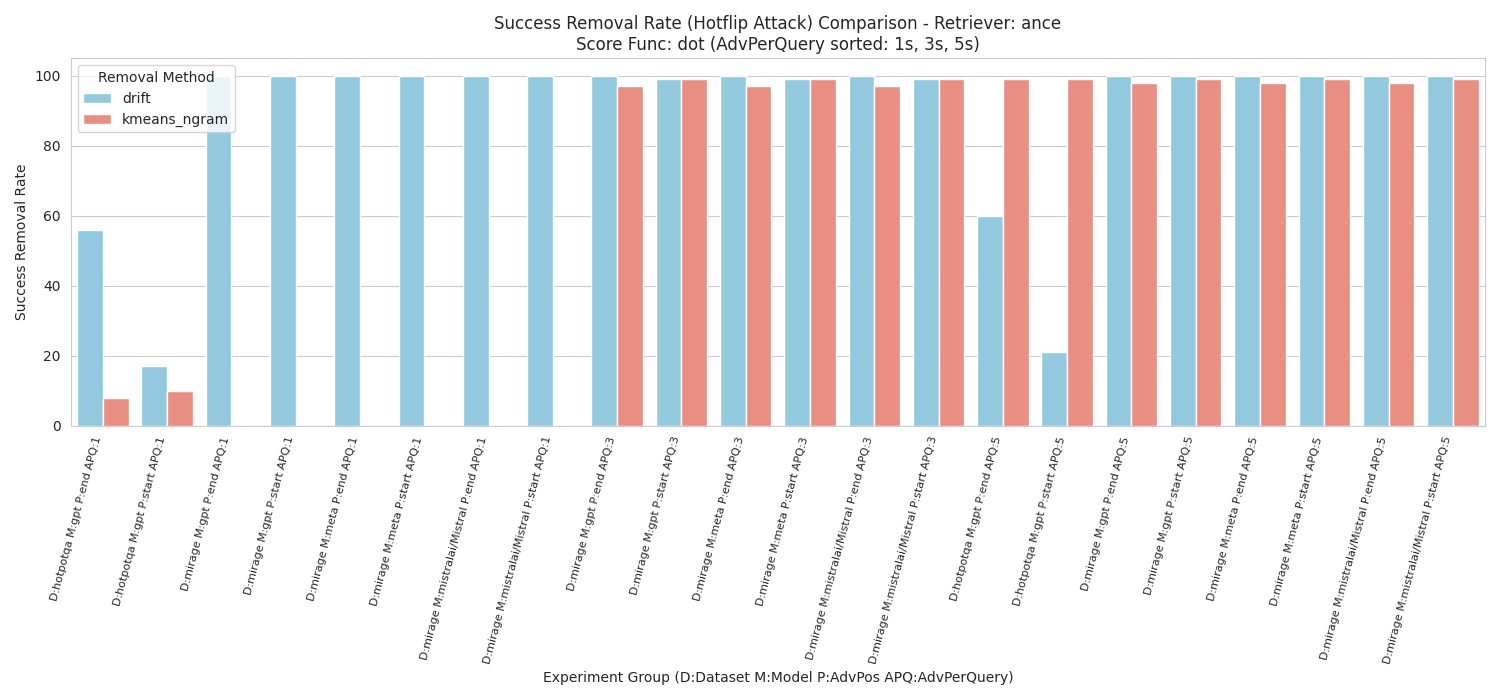 Success Removal Rate (Hotflip Attack) Comparison - Retriever: ance
Score Func: dot (AdvPerQuery sorted: 1s, 3s, 5s)
Removal Method
drift
kmeans_ngram
Success Removal Rate
100
80
60
40
20
0
D:hotpotqa M:gpt P:end APQ:1
D:hotpotqa M:gpt P:start APQ:1
D:mirage M:gpt P:end APQ:1
D:mirage M:gpt P:start APQ:1
D:mirage M:meta P:end APQ:1
D:mirage M:meta P:start APQ:1
D:mirage M:mistralai/Mistral P:end APQ:1
D:mirage M:mistralai/Mistral P:start APQ:1
D:mirage M:gpt P:end APQ:3
D:mirage M:gpt P:start APQ:3
D:mirage M:meta P:end APQ:3
D:mirage M:meta P:start APQ:3
D:mirage M:mistralai/Mistral P:end APQ:3
D:mirage M:mistralai/Mistral P:start APQ:3
D:hotpotqa M:gpt P:end APQ:5
D:hotpotqa M:gpt P:start APQ:5
D:mirage M:gpt P:end APQ:5
D:mirage M:gpt P:start APQ:5
D:mirage M:meta P:end APQ:5
D:mirage M:meta P:start APQ:5
D:mirage M:mistralai/Mistral P:end APQ:5
D:mirage M:mistralai/Mistral P:start APQ:5
Experiment Group (D:Dataset M:Model P:AdvPos APQ:AdvPerQuery)